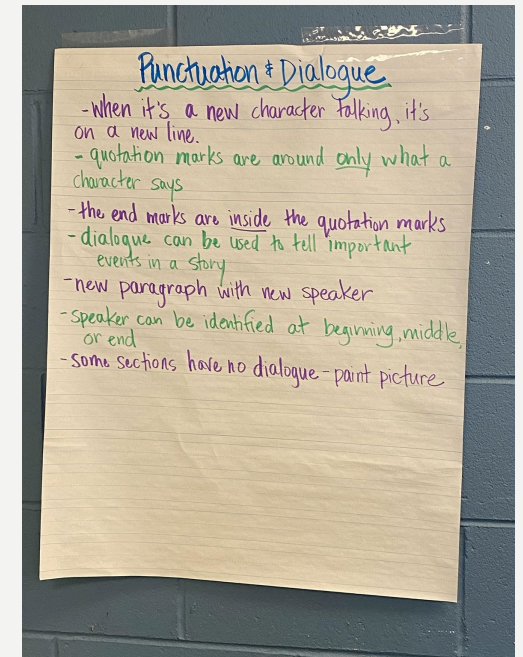 Punctuation & Dialogue
- when it's a new character talking, it's
on a new line.
- quotation marks are around only what a
character says
- the end marks are inside the quotation marks
- dialogue can be used to tell important
events in a story
- new paragraph with new speaker
- speaker can be identified at beginning, middle,
or end
- some sections have no dialogue - paint picture